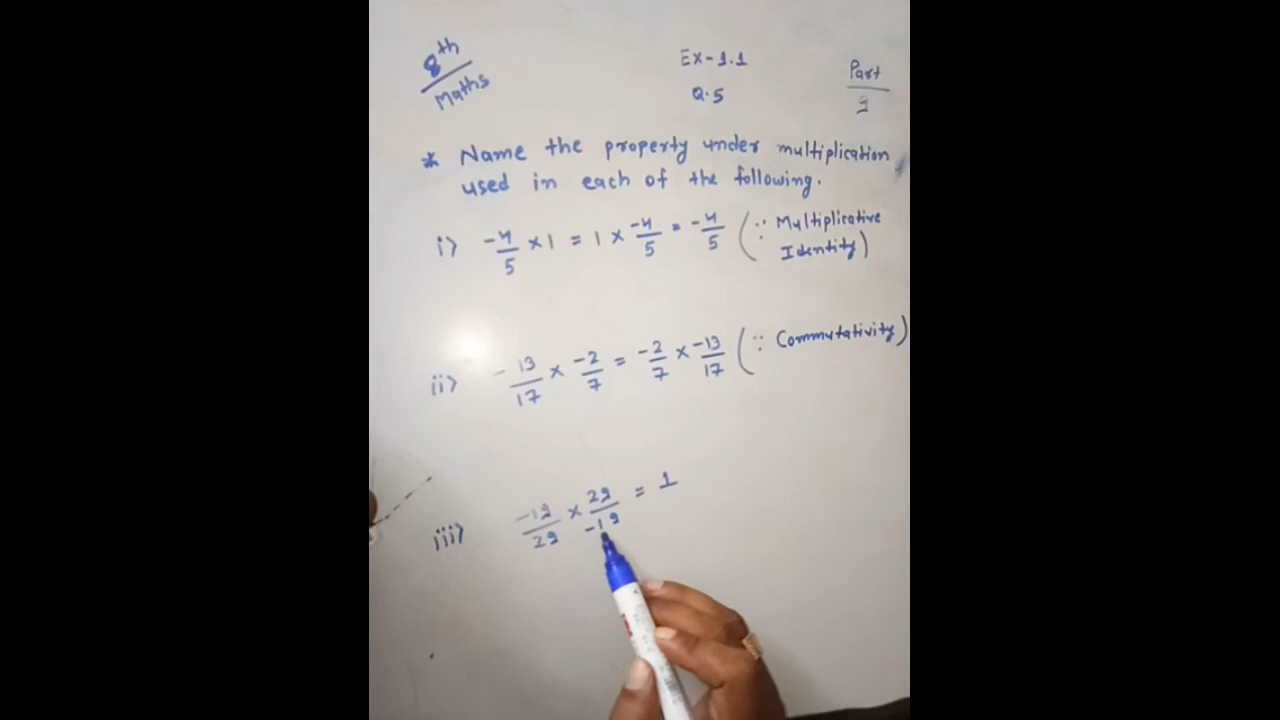 8th
Maths
Ex-1.1
Q.5
Part
9
* Name the property under multiplication
used in each of the following.
i) -4/5 × 1 = 1 × -4/5 = -4/5 (∵ Multiplicative
Identity)
ii) -13/17 × -2/7 = -2/7 × -13/17 (∵ Commutativity)
iii) -19/29 × 29/-19 = 1